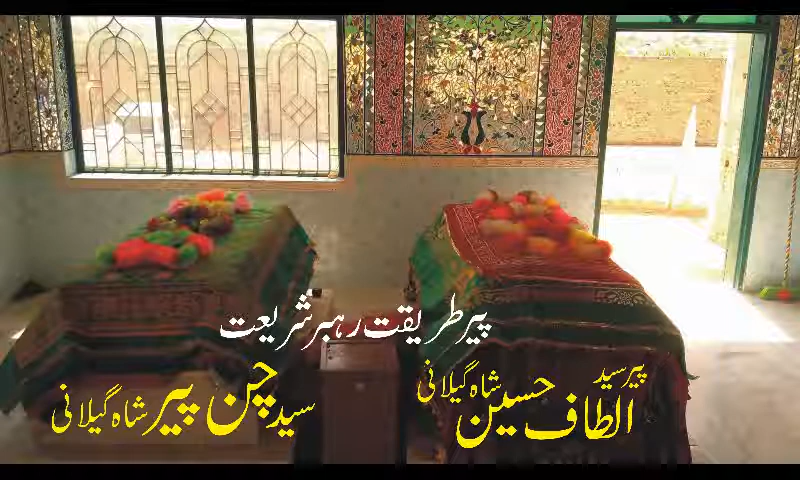 پیر طریقت رہبر شریعت
پیر سید الطاف حسین شاہ گیلانی
سید چن پیر شاہ گیلانی